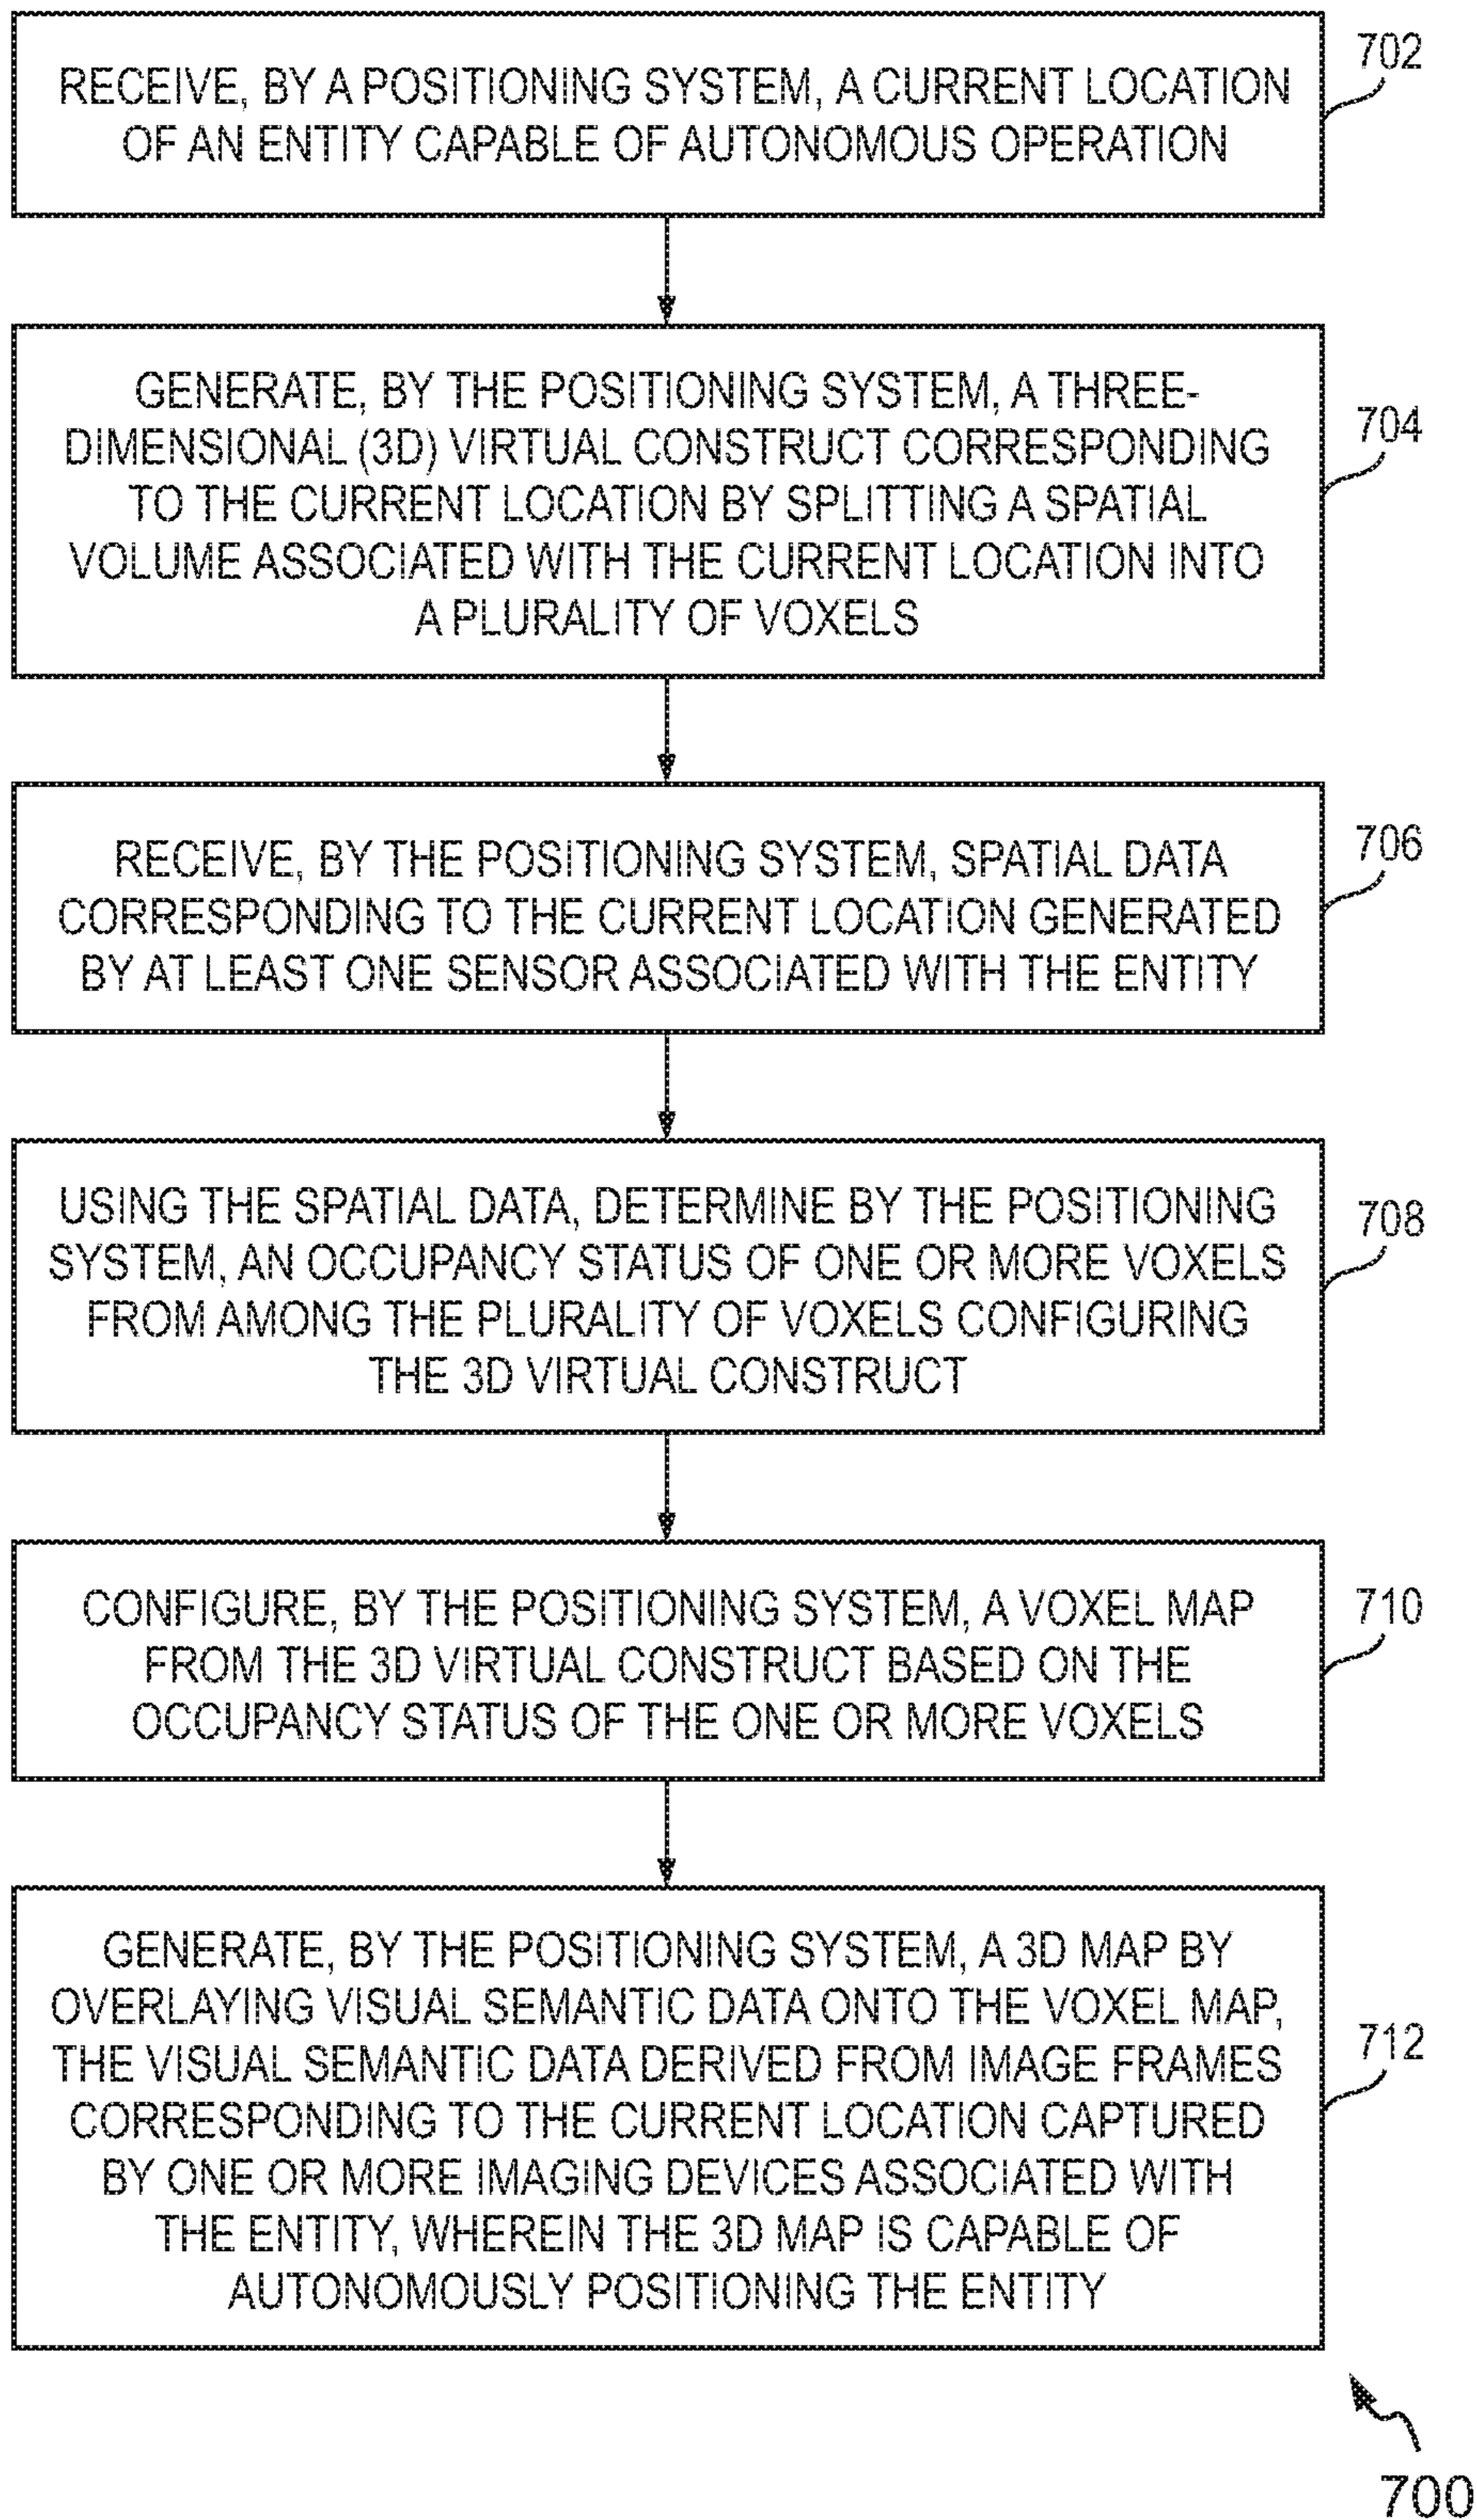 702
RECEIVE, BY A POSITIONING SYSTEM, A CURRENT LOCATION
OF AN ENTITY CAPABLE OF AUTONOMOUS OPERATION
704
GENERATE, BY THE POSITIONING SYSTEM, A THREE-
DIMENSIONAL (3D) VIRTUAL CONSTRUCT CORRESPONDING
TO THE CURRENT LOCATION BY SPLITTING A SPATIAL
VOLUME ASSOCIATED WITH THE CURRENT LOCATION INTO
A PLURALITY OF VOXELS
706
RECEIVE, BY THE POSITIONING SYSTEM, SPATIAL DATA
CORRESPONDING TO THE CURRENT LOCATION GENERATED
BY AT LEAST ONE SENSOR ASSOCIATED WITH THE ENTITY
708
USING THE SPATIAL DATA, DETERMINE BY THE POSITIONING
SYSTEM, AN OCCUPANCY STATUS OF ONE OR MORE VOXELS
FROM AMONG THE PLURALITY OF VOXELS CONFIGURING
THE 3D VIRTUAL CONSTRUCT
710
CONFIGURE, BY THE POSITIONING SYSTEM, A VOXEL MAP
FROM THE 3D VIRTUAL CONSTRUCT BASED ON THE
OCCUPANCY STATUS OF THE ONE OR MORE VOXELS
712
GENERATE, BY THE POSITIONING SYSTEM, A 3D MAP BY
OVERLAYING VISUAL SEMANTIC DATA ONTO THE VOXEL MAP,
THE VISUAL SEMANTIC DATA DERIVED FROM IMAGE FRAMES
CORRESPONDING TO THE CURRENT LOCATION CAPTURED
BY ONE OR MORE IMAGING DEVICES ASSOCIATED WITH
THE ENTITY, WHEREIN THE 3D MAP IS CAPABLE OF
AUTONOMOUSLY POSITIONING THE ENTITY
700